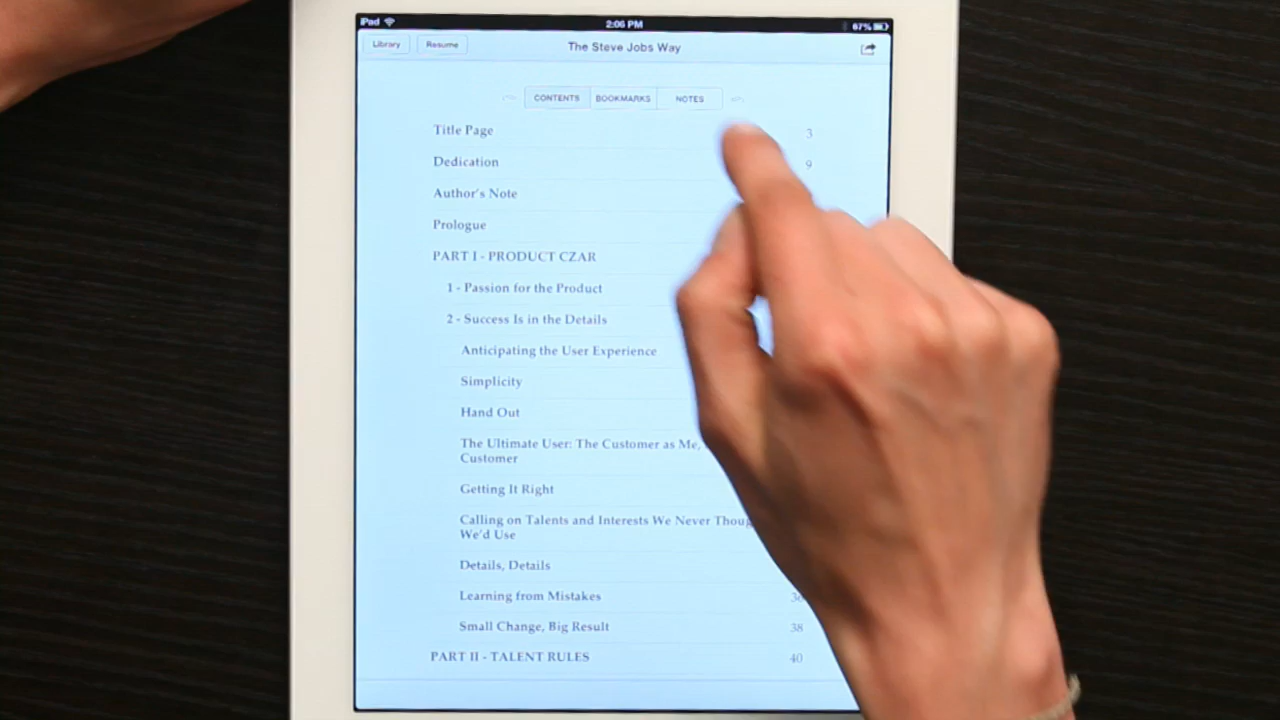 iPad 2:06 PM 67%
Library Resume The Steve Jobs Way
CONTENTS BOOKMARKS NOTES
Title Page 3
Dedication 9
Author's Note
Prologue
PART I - PRODUCT CZAR
1 - Passion for the Product
2 - Success Is in the Details
Anticipating the User Experience
Simplicity
Hand Out
The Ultimate User: The Customer as Me,
Customer
Getting It Right
Calling on Talents and Interests We Never
We'd Use
Details, Details
Learning from Mistakes
Small Change, Big Result 38
PART II - TALENT RULES 40